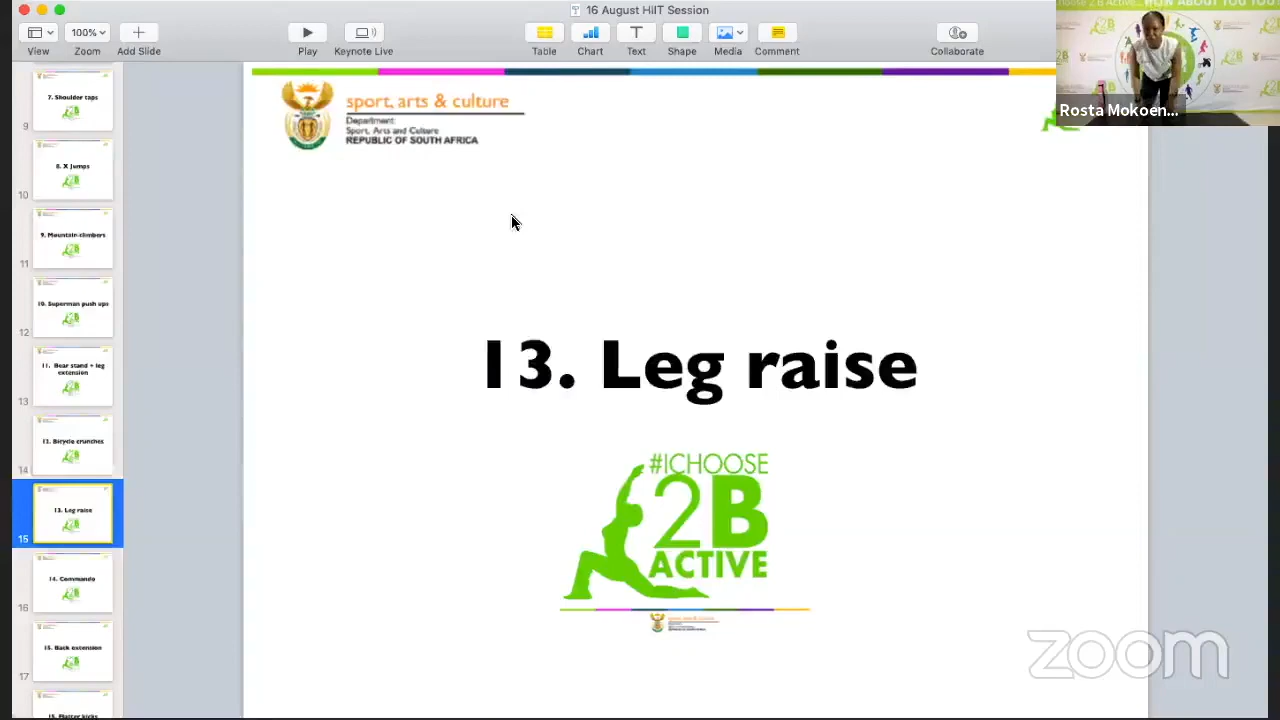 16 August HiIT Session
100%
View
Zoom
Add Slide
Play
Keynote Live
Table
Chart
Text
Shape
Media
Comment
Collaborate
Rosta Mokoen...
7. Shoulder taps
8. X Jumps
10
9. Mountain-climbers
11
10. Superman push ups
12
11. Bear stand + leg
extension
13
12. Bicycle crunches
14
13. Leg raise
15
14. Commando
16
15. Back extension
17
sport, arts & culture
Department:
Sport, Arts and Culture
REPUBLIC OF SOUTH AFRICA
13. Leg raise
#ICHOOSE
2B
ACTIVE
zoom